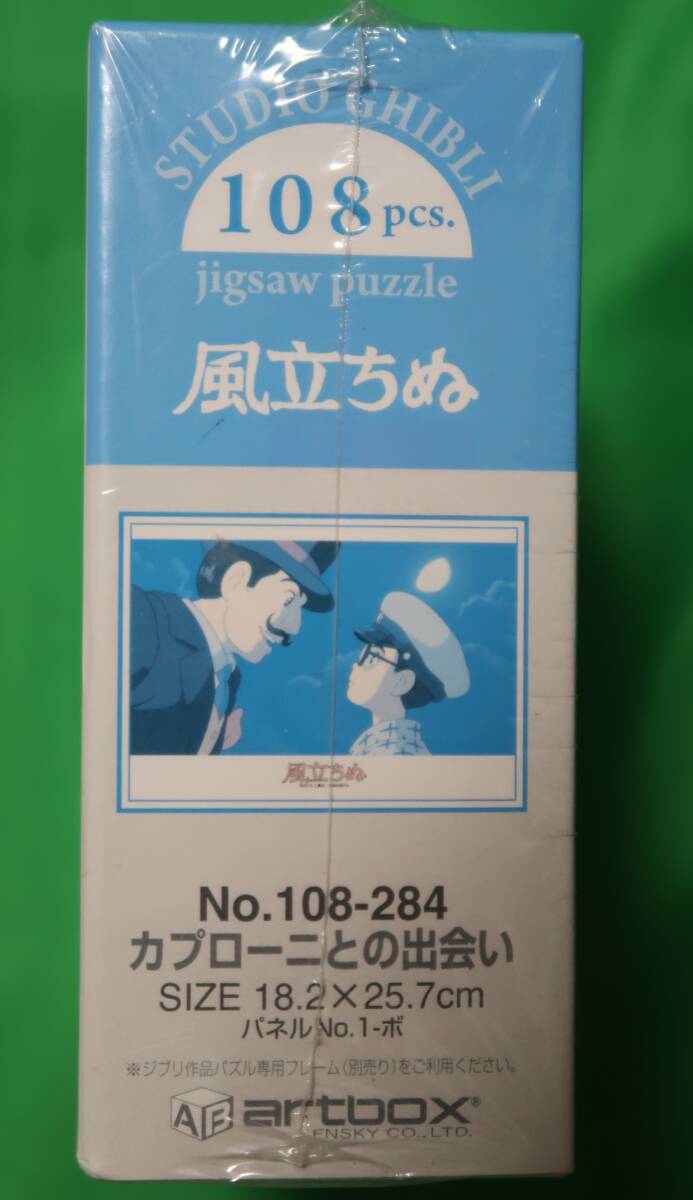 STUDIO GHIBLI
108 pcs.
jigsaw puzzle
風立ちぬ
風立ちぬ
No.108-284
カプローニとの出会い
SIZE 18.2×25.7cm
パネルNo.1-ボ
※ジブリ作品パズル専用フレーム(別売り)をご利用ください。
AB artbox®
ENSKY CO.,LTD.